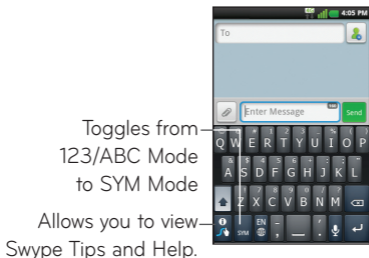 4:05 PM
To
Enter Message
Send
Toggles from
123/ABC Mode
to SYM Mode
Allows you to view
Swype Tips and Help.
Q W E R T Y U I O P
A S D F G H J K L
Z X C V B N M
SYM EN